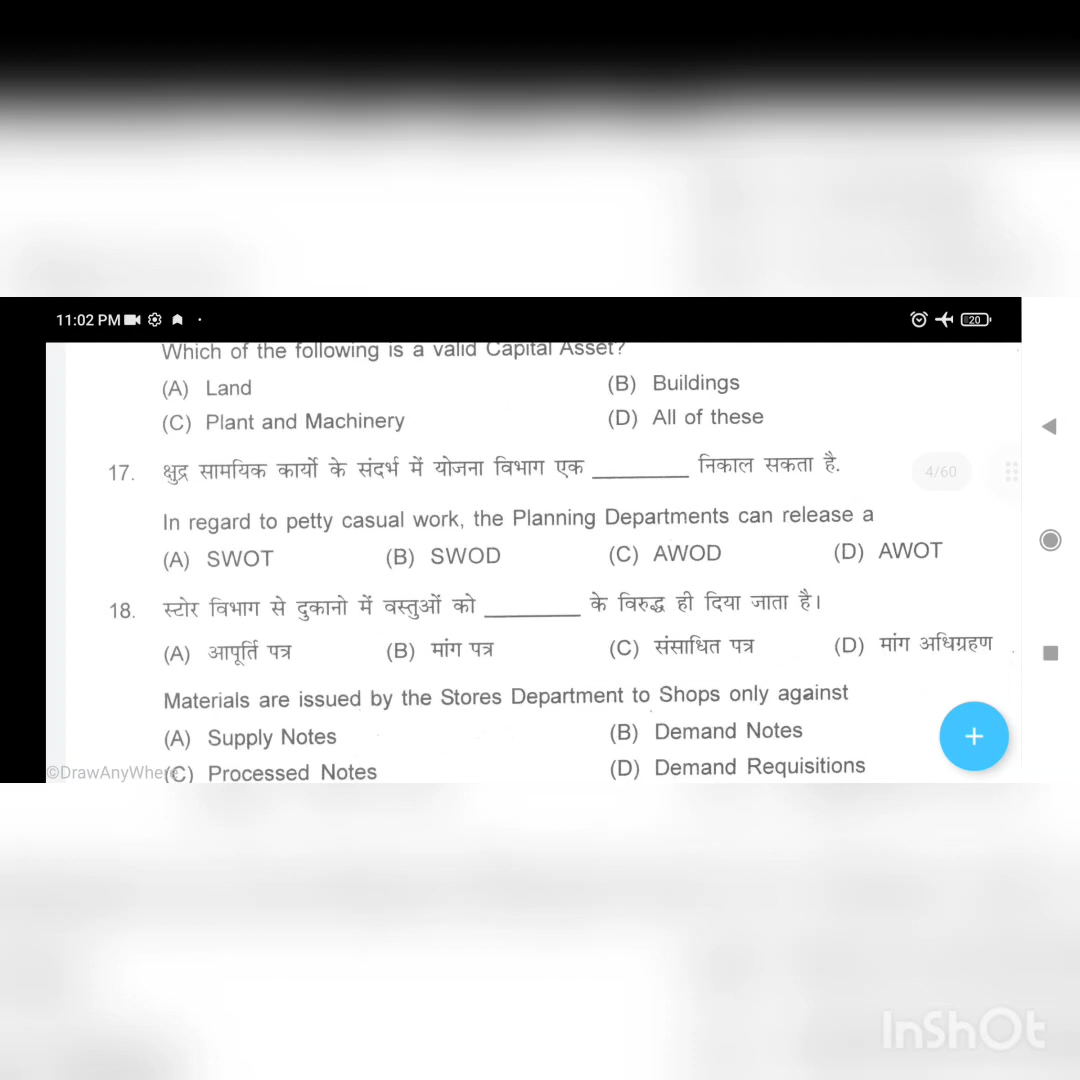 11:02 PM
20
Which of the following is a valid Capital Asset?
(A) Land (B) Buildings
(C) Plant and Machinery (D) All of these
17. क्षुद्र सामयिक कार्यो के संदर्भ में योजना विभाग एक ________ निकाल सकता है.
4/60
In regard to petty casual work, the Planning Departments can release a
(A) SWOT (B) SWOD (C) AWOD (D) AWOT
18. स्टोर विभाग से दुकानो में वस्तुओं को ________ के विरुद्ध ही दिया जाता है।
(A) आपूर्ति पत्र (B) मांग पत्र (C) संसाधित पत्र (D) मांग अधिग्रहण
Materials are issued by the Stores Department to Shops only against
(A) Supply Notes (B) Demand Notes
(C) Processed Notes (D) Demand Requisitions
©DrawAnyWhere
InShOt